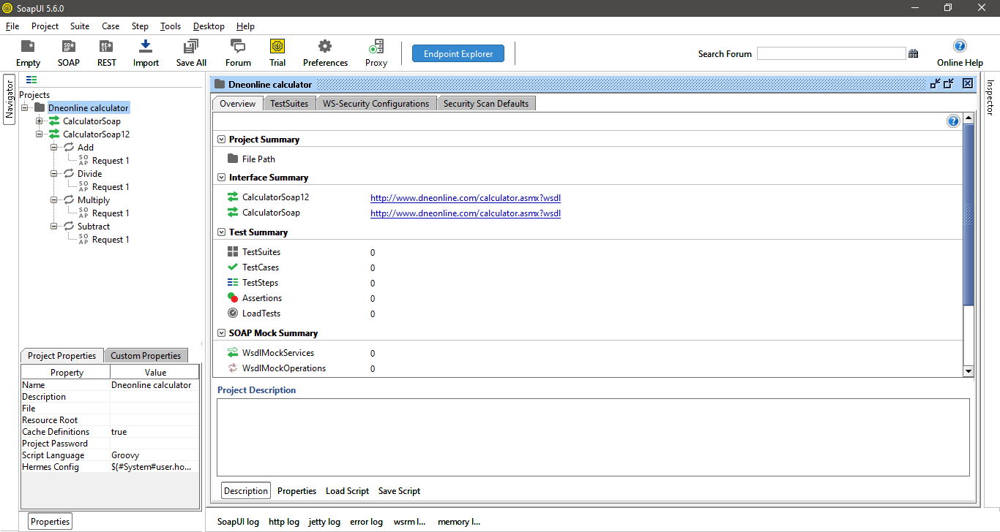 SoapUI 5.6.0
File Project Suite Case Step Tools Desktop Help
Empty SOAP REST Import Save All Forum Trial Preferences Proxy Endpoint Explorer Search Forum Online Help
Navigator
Projects
Dneonline calculator
CalculatorSoap
CalculatorSoap12
Add
SOAP Request 1
Divide
SOAP Request 1
Multiply
SOAP Request 1
Subtract
SOAP Request 1
Project Properties Custom Properties
Property Value
Name Dneonline calculator
Description
File
Resource Root
Cache Definitions true
Project Password
Script Language Groovy
Hermes Config ${#System#user.ho...
Properties
Dneonline calculator
Overview TestSuites WS-Security Configurations Security Scan Defaults
Project Summary
File Path
Interface Summary
CalculatorSoap12 http://www.dneonline.com/calculator.asmx?wsdl
CalculatorSoap http://www.dneonline.com/calculator.asmx?wsdl
Test Summary
TestSuites 0
TestCases 0
TestSteps 0
Assertions 0
LoadTests 0
SOAP Mock Summary
WsdlMockServices 0
WsdlMockOperations 0
Project Description
Description Properties Load Script Save Script
SoapUI log http log jetty log error log wsrm l... memory l...
Inspector